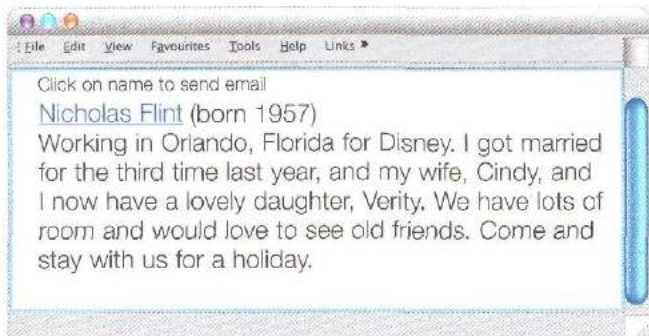 File Edit View Favourites Tools Help Links »
Click on name to send email
Nicholas Flint (born 1957)
Working in Orlando, Florida for Disney. I got married
for the third time last year, and my wife, Cindy, and
I now have a lovely daughter, Verity. We have lots of
room and would love to see old friends. Come and
stay with us for a holiday.